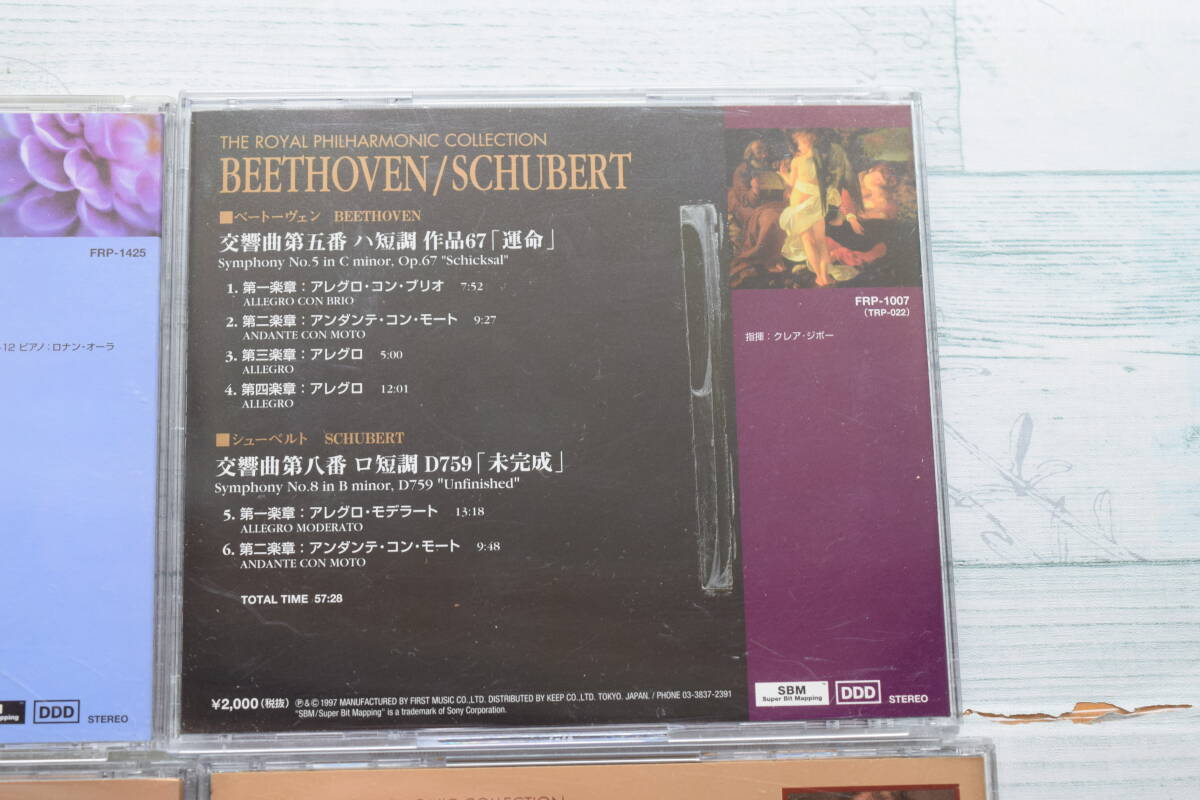 THE ROYAL PHILHARMONIC COLLECTION
BEETHOVEN/SCHUBERT
■ベートーヴェン BEETHOVEN
交響曲第五番 ハ短調 作品67「運命」
Symphony No.5 in C minor, Op.67 "Schicksal"
1. 第一楽章：アレグロ・コン・ブリオ 7:52
ALLEGRO CON BRIO
2. 第二楽章：アンダンテ・コン・モート 9:27
ANDANTE CON MOTO
3. 第三楽章：アレグロ 5:00
ALLEGRO
4. 第四楽章：アレグロ 12:01
ALLEGRO
■シューベルト SCHUBERT
交響曲第八番 ロ短調 D759「未完成」
Symphony No.8 in B minor, D759 "Unfinished"
5. 第一楽章：アレグロ・モデラート 13:18
ALLEGRO MODERATO
6. 第二楽章：アンダンテ・コン・モート 9:48
ANDANTE CON MOTO
TOTAL TIME 57:28
¥2,000(税抜) ℗&© 1997 MANUFACTURED BY FIRST MUSIC CO.,LTD. DISTRIBUTED BY KEEP CO.,LTD. TOKYO. JAPAN. / PHONE 03-3837-2391
"SBM/Super Bit Mapping" is a trademark of Sony Corporation.
FRP-1007
(TRP-022)
指揮：クレア・ジボー
SBM
Super Bit Mapping
DDD
STEREO
FRP-1425
-12 ピアノ：ロナン・オーラ
DDD
STEREO
COLLECTION